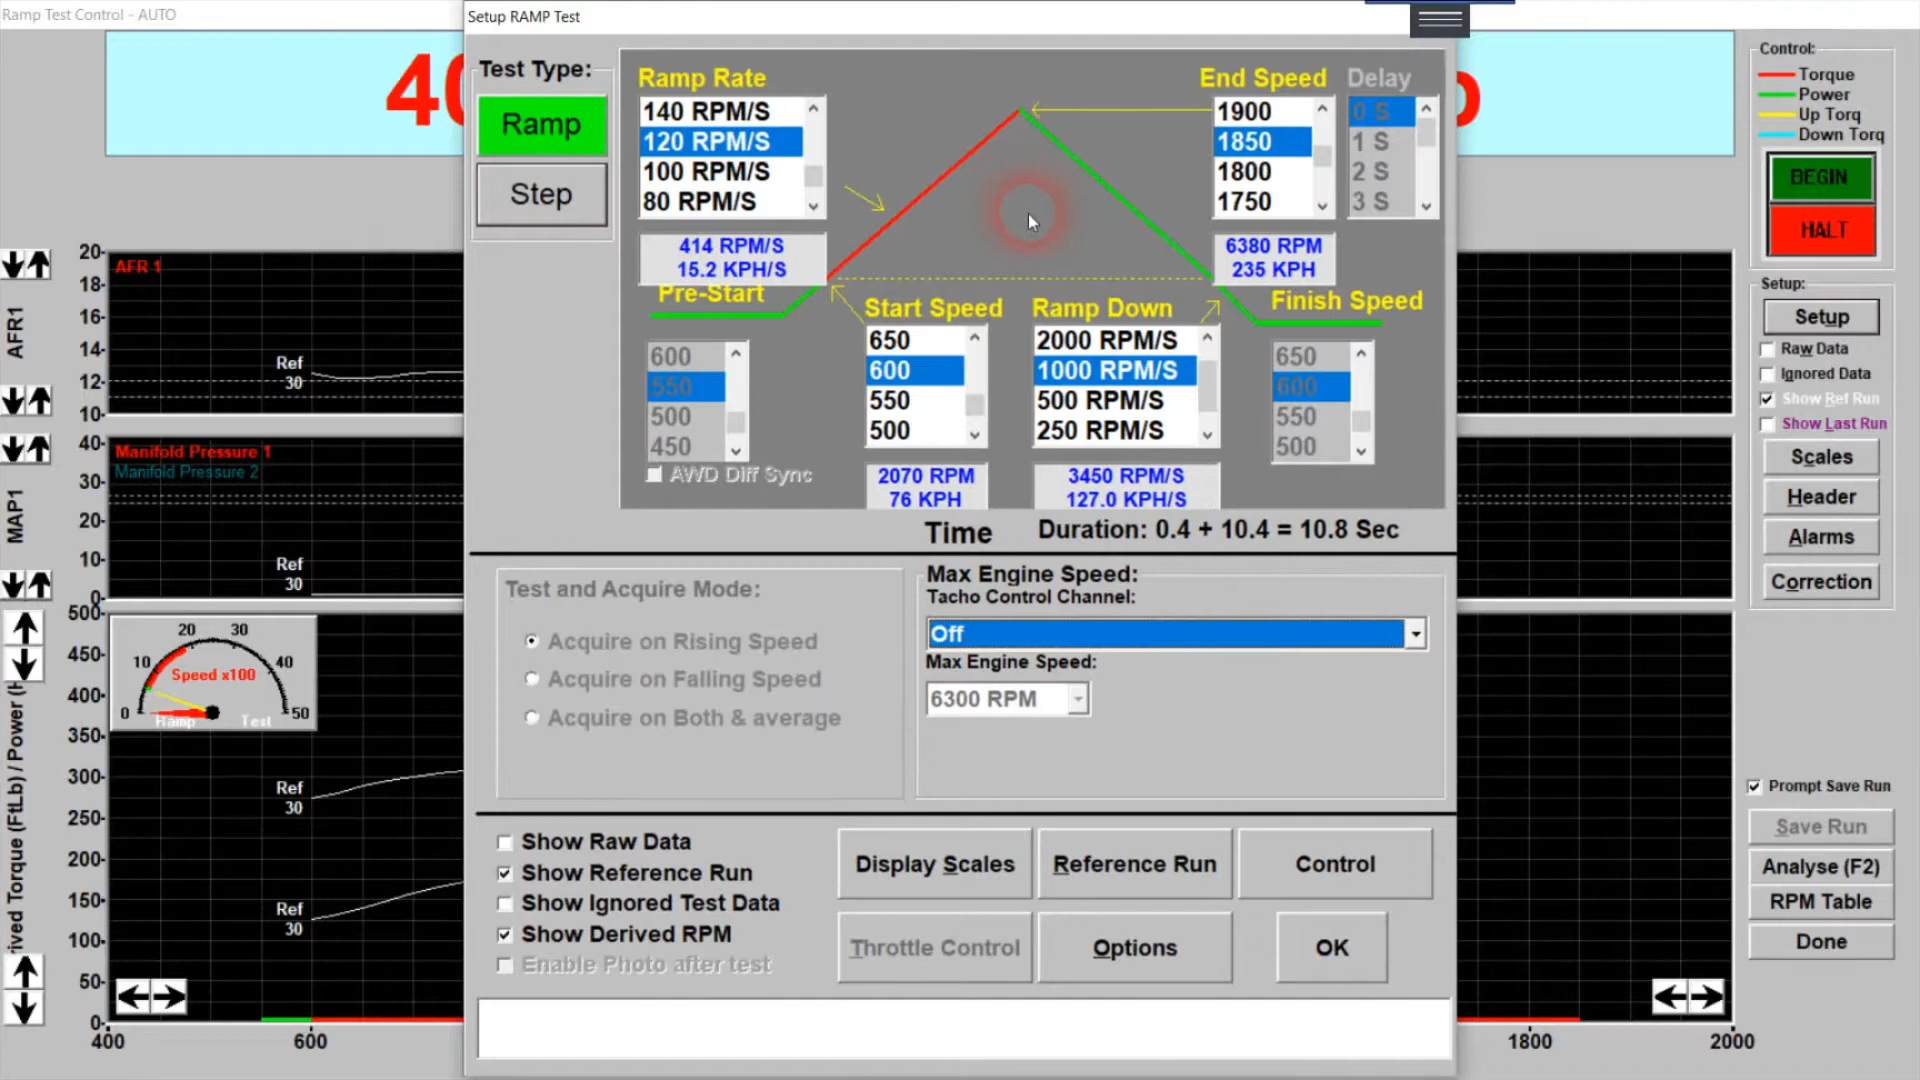 Ramp Test Control - AUTO
Setup RAMP Test
40
Test Type:
Ramp
Step
Ramp Rate
140 RPM/S
120 RPM/S
100 RPM/S
80 RPM/S
414 RPM/S
15.2 KPH/S
End Speed
1900
1850
1800
1750
6380 RPM
235 KPH
Delay
0 S
1 S
2 S
3 S
Pre-Start
600
550
500
450
AWD Diff Sync
Start Speed
650
600
550
500
2070 RPM
76 KPH
Ramp Down
2000 RPM/S
1000 RPM/S
500 RPM/S
250 RPM/S
3450 RPM/S
127.0 KPH/S
Finish Speed
650
600
550
500
Time
Duration: 0.4 + 10.4 = 10.8 Sec
Test and Acquire Mode:
Acquire on Rising Speed
Acquire on Falling Speed
Acquire on Both & average
Max Engine Speed:
Tacho Control Channel:
Off
Max Engine Speed:
6300 RPM
Show Raw Data
Show Reference Run
Show Ignored Test Data
Show Derived RPM
Enable Photo after test
Display Scales
Reference Run
Control
Throttle Control
Options
OK
AFR1
20
18
16
14
12
10
AFR 1
Ref
30
MAP1
40
30
20
10
0
Manifold Pressure 1
Manifold Pressure 2
Ref
30
rived Torque (FtLb) / Power (H
500
450
400
350
300
250
200
150
100
50
0
0
10
20
30
40
50
Speed x100
Ramp Test
Ref
30
Ref
30
400
600
1800
2000
Control:
Torque
Power
Up Torq
Down Torq
BEGIN
HALT
Setup:
Setup
Raw Data
Ignored Data
Show Ref Run
Show Last Run
Scales
Header
Alarms
Correction
Prompt Save Run
Save Run
Analyse (F2)
RPM Table
Done